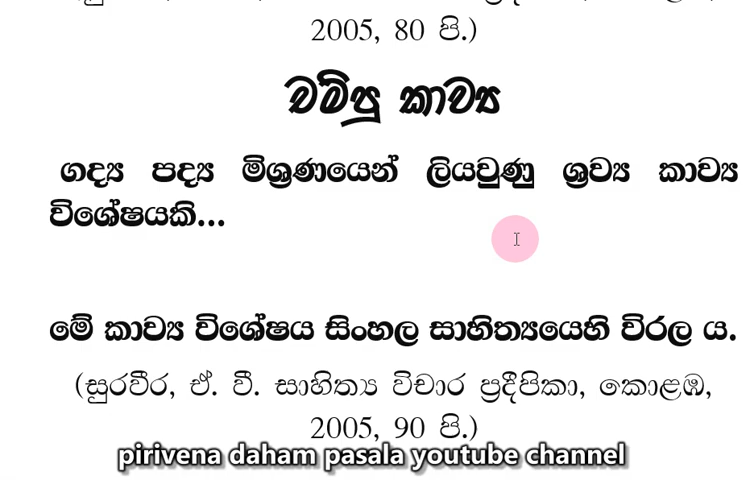 2005, 80 පි.)
චම්පු කාව්‍ය
ගද්‍ය පද්‍ය මිශ්‍රණයෙන් ලියවුණු ශ්‍රව්‍ය කාව්‍ය
විශේෂයකි...
මේ කාව්‍ය විශේෂය සිංහල සාහිත්‍යයෙහි විරල ය.
(සුරවීර, ඒ. වී. සාහිත්‍ය විචාර ප්‍රදීපිකා, කොළඹ,
2005, 90 පි.)
pirivena daham pasala youtube channel